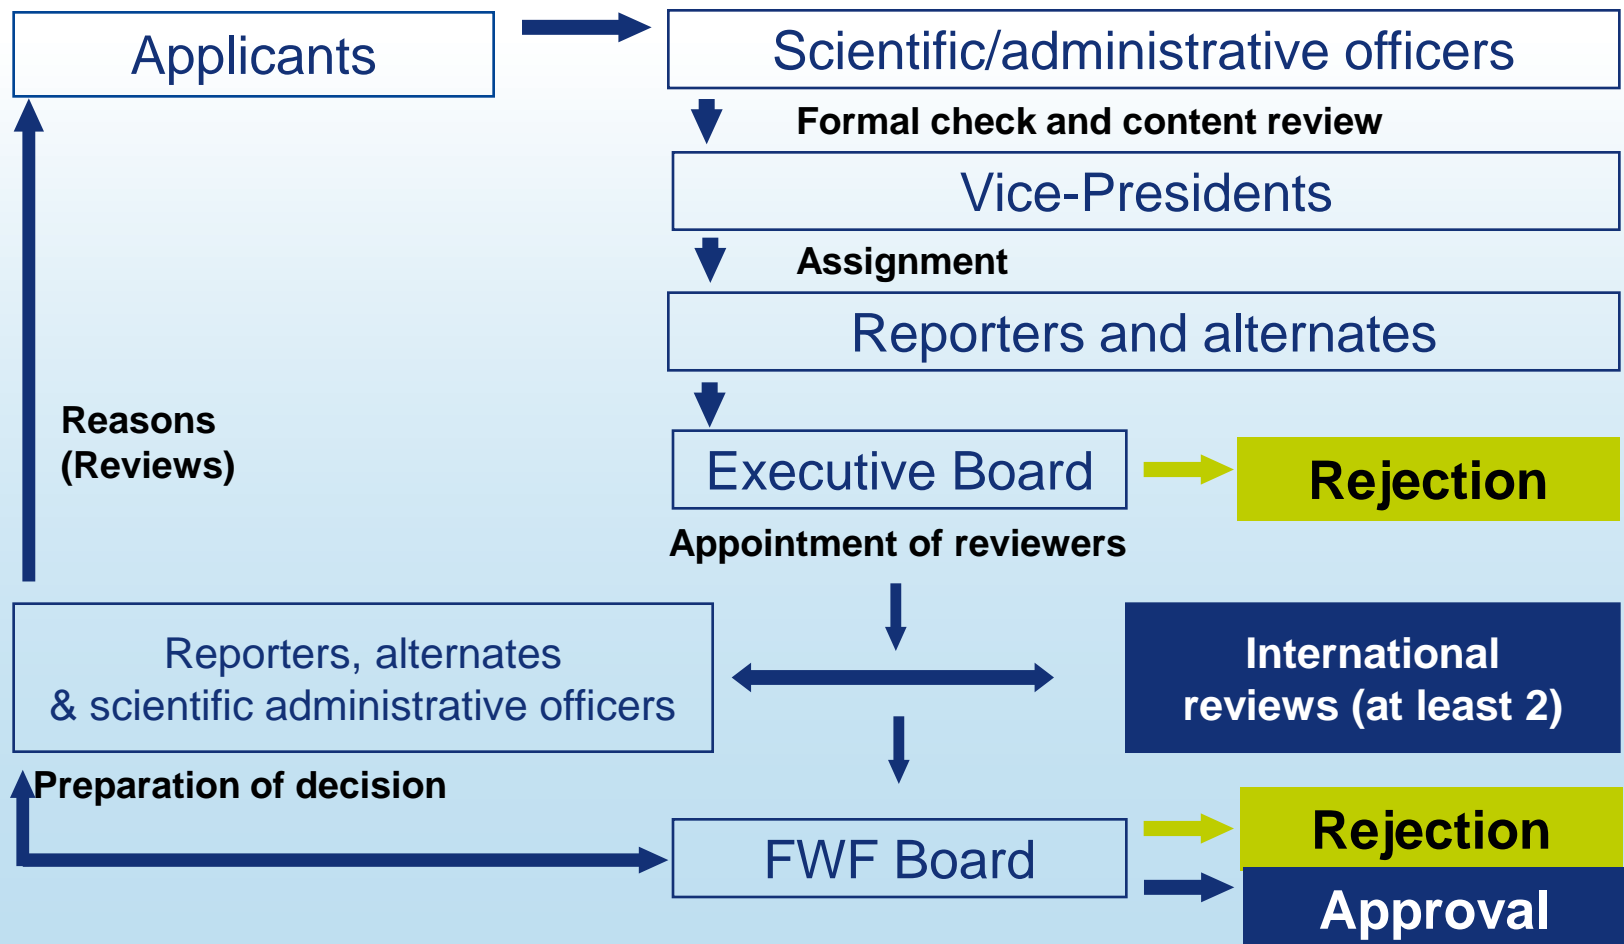 Applicants
Scientific/administrative officers
Formal check and content review
Vice-Presidents
Assignment
Reporters and alternates
Reasons
(Reviews)
Executive Board
Rejection
Appointment of reviewers
Reporters, alternates
& scientific administrative officers
International
reviews (at least 2)
Preparation of decision
FWF Board
Rejection
Approval